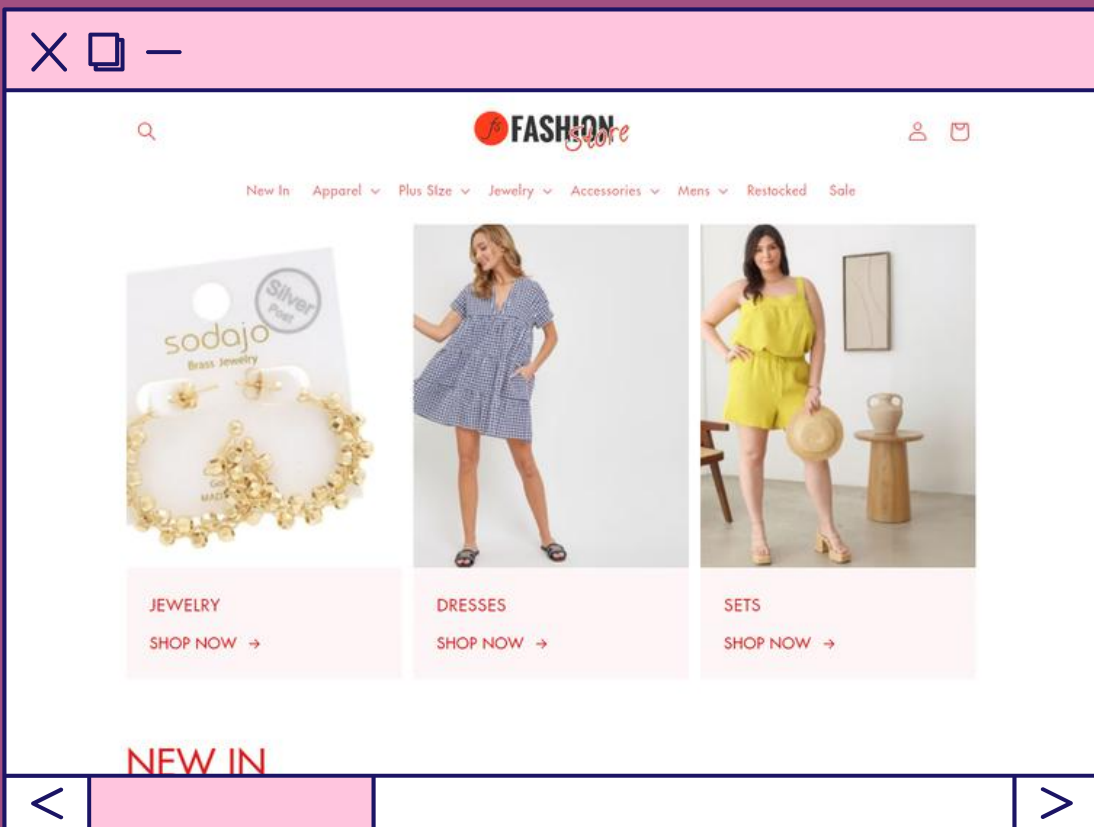 fs FASHION
Store
New In Apparel Plus SIze Jewelry Accessories Mens Restocked Sale
Silver
Post
sodajo
Brass Jewelry
JEWELRY
SHOP NOW →
DRESSES
SHOP NOW →
SETS
SHOP NOW →
NEW IN